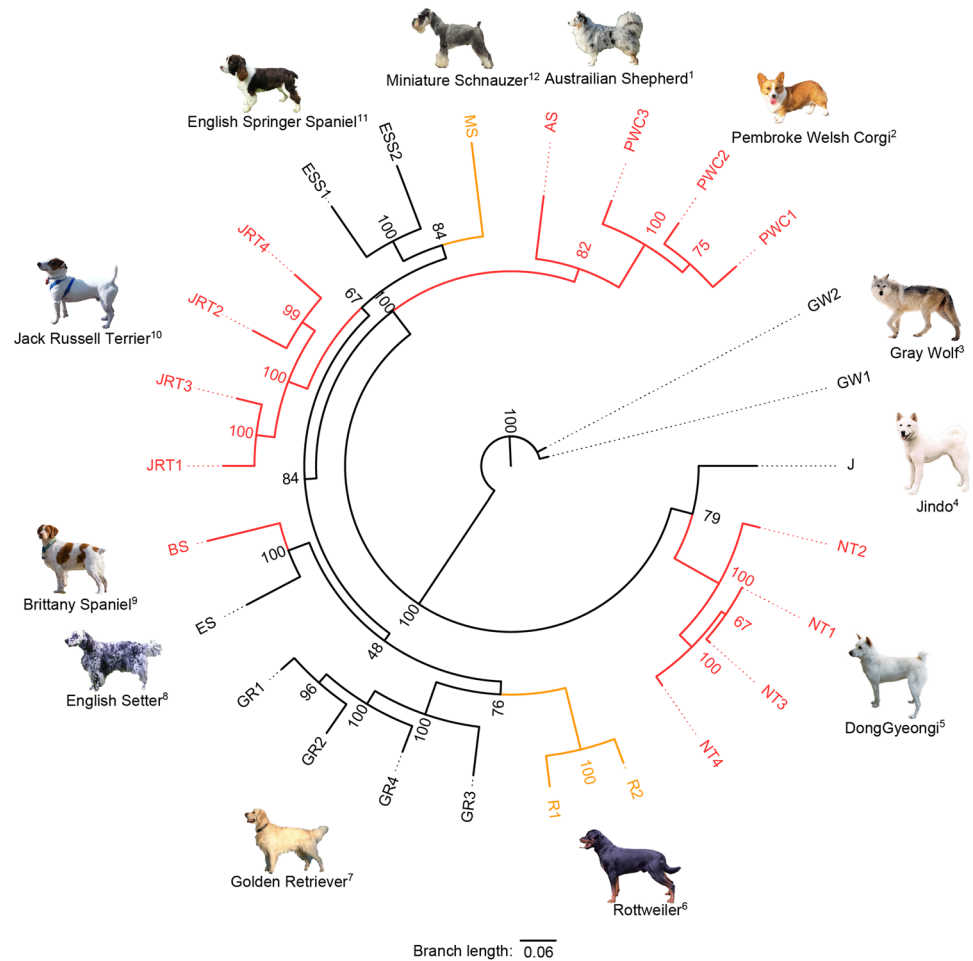 Miniature Schnauzer12 Austrailian Shepherd1
English Springer Spaniel11
Pembroke Welsh Corgi2
Jack Russell Terrier10
Gray Wolf3
Jindo4
Brittany Spaniel9
English Setter8
DongGyeongi5
Golden Retriever7
Rottweiler6
ESS1
ESS2
MS
AS
PWC3
PWC2
PWC1
GW2
GW1
J
NT2
NT1
NT3
NT4
R2
R1
GR3
GR4
GR2
GR1
ES
BS
JRT1
JRT3
JRT2
JRT4
100
84
82
100
75
67
100
99
100
100
100
84
79
100
67
100
100
100
48
96
100
100
76
100
Branch length: 0.06